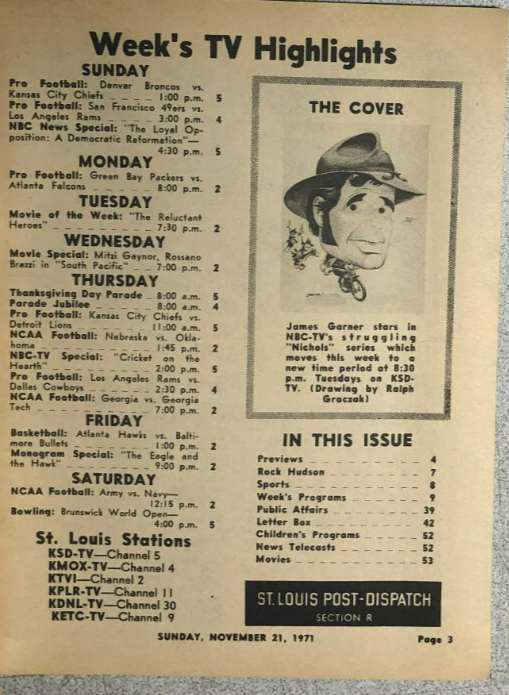 Week's TV Highlights
SUNDAY
Pro Football: Denver Broncos vs.
Kansas City Chiefs _ _ _ _ 1:00 p.m. 5
Pro Football: San Francisco 49ers vs.
Los Angeles Rams _ _ _ _ 3:00 p.m. 4
NBC News Special: "The Loyal Op-
position: A Democratic Reformation"—
4:30 p.m. 5
MONDAY
Pro Football: Green Bay Packers vs.
Atlanta Falcons _ _ _ _ 8:00 p.m. 2
TUESDAY
Movie of the Week: "The Reluctant
Heroes" _ _ _ _ 7:30 p.m. 2
WEDNESDAY
Movie Special: Mitzi Gaynor, Rossano
Brazzi in "South Pacific" _ _ 7:00 p.m. 2
THURSDAY
Thanksgiving Day Parade _ 8:00 a.m. 5
Parade Jubilee _ _ _ _ 8:00 a.m. 4
Pro Football: Kansas City Chiefs vs.
Detroit Lions _ _ _ _ 11:00 a.m. 5
NCAA Football: Nebraska vs. Okla-
homa _ _ _ _ 1:45 p.m. 2
NBC-TV Special: "Cricket on the
Hearth" _ _ _ _ 2:00 p.m. 5
Pro Football: Los Angeles Rams vs.
Dallas Cowboys _ _ _ _ 2:30 p.m. 4
NCAA Football: Georgia vs. Georgia
Tech _ _ _ _ 7:00 p.m. 2
FRIDAY
Basketball: Atlanta Hawks vs. Balti-
more Bullets _ _ _ _ 1:00 p.m. 2
Monogram Special: "The Eagle and
the Hawk" _ _ _ _ 9:00 p.m. 2
SATURDAY
NCAA Football: Army vs. Navy—
12:15 p.m. 2
Bowling: Brunswick World Open—
4:00 p.m. 5
St. Louis Stations
KSD-TV—Channel 5
KMOX-TV—Channel 4
KTVI—Channel 2
KPLR-TV—Channel 11
KDNL-TV—Channel 30
KETC-TV—Channel 9
THE COVER
James Garner stars in
NBC-TV's struggling
"Nichols" series which
moves this week to a
new time period at 8:30
p.m. Tuesdays on KSD-
TV. (Drawing by Ralph
Graczak)
IN THIS ISSUE
Previews _ _ _ _ 4
Rock Hudson _ _ _ _ 7
Sports _ _ _ _ 8
Week's Programs _ _ _ _ 9
Public Affairs _ _ _ _ 39
Letter Box _ _ _ _ 42
Children's Programs _ _ _ _ 52
News Telecasts _ _ _ _ 52
Movies _ _ _ _ 53
ST. LOUIS POST-DISPATCH
SECTION R
SUNDAY, NOVEMBER 21, 1971 Page 3